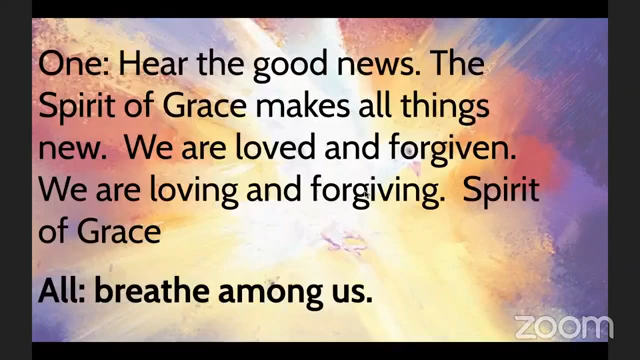 One: Hear the good news. The
Spirit of Grace makes all things
new.  We are loved and forgiven.
We are loving and forgiving.  Spirit
of Grace
All: breathe among us.
zoom